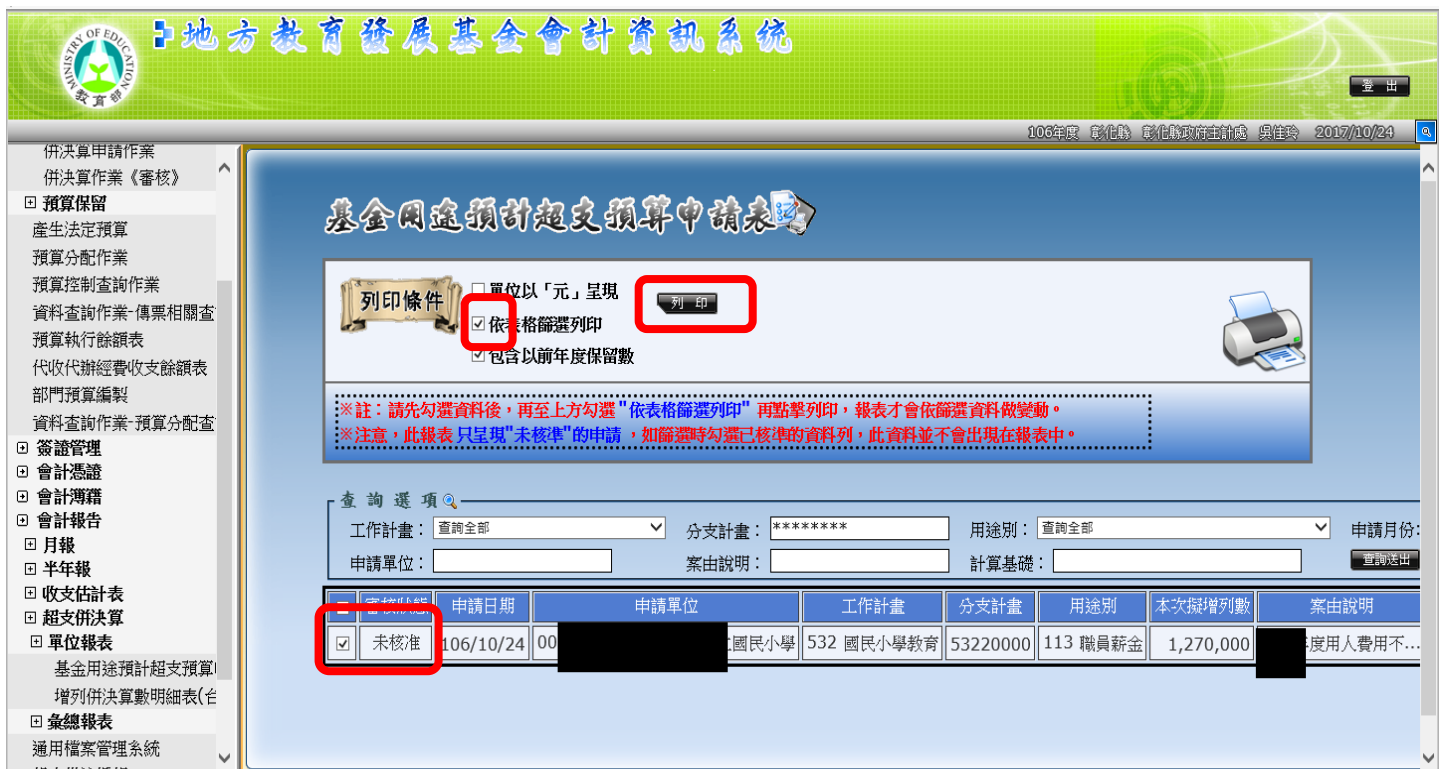 地方教育發展基金會計資訊系統
MINISTRY OF EDUCATION
教育部
登 出
106年度 彰化縣 彰化縣政府主計處 吳佳玲 2017/10/24
併決算申請作業
併決算作業《審核》
預算保留
產生法定預算
預算分配作業
預算控制查詢作業
資料查詢作業-傳票相關查
預算執行餘額表
代收代辦經費收支餘額表
部門預算編製
資料查詢作業-預算分配查
簽證管理
會計憑證
會計簿籍
會計報告
月報
半年報
收支估計表
超支併決算
單位報表
基金用途預計超支預算
增列併決算數明細表(台
彙總報表
通用檔案管理系統
基金用途預計超支預算申請表
列印條件
單位以「元」呈現
列 印
依表格篩選列印
包含以前年度保留數
※註：請先勾選資料後，再至上方勾選"依表格篩選列印" 再點擊列印，報表才會依篩選資料做變動。
※注意，此報表 只呈現"未核準"的申請 ，如篩選時勾選已核準的資料列，此資料並不會出現在報表中。
查詢選項
工作計畫： 查詢全部 分支計畫： ******** 用途別： 查詢全部 申請月份:
申請單位： 案由說明： 計算基礎： 查詢送出
審核狀態 申請日期 申請單位 工作計畫 分支計畫 用途別 本次擬增列數 案由說明
未核准 106/10/24 00 國民小學 532 國民小學教育 53220000 113 職員薪金 1,270,000 度用人費用不...